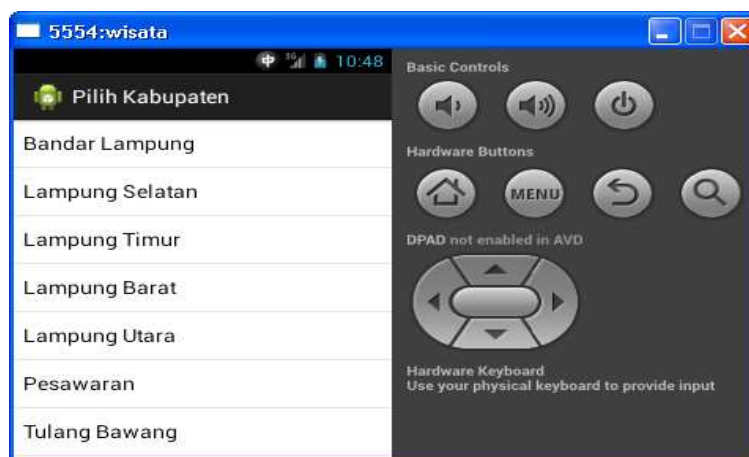 5554:wisata
3G 10:48
Pilih Kabupaten
Bandar Lampung
Lampung Selatan
Lampung Timur
Lampung Barat
Lampung Utara
Pesawaran
Tulang Bawang
Basic Controls
Hardware Buttons
MENU
DPAD not enabled in AVD
Hardware Keyboard
Use your physical keyboard to provide input